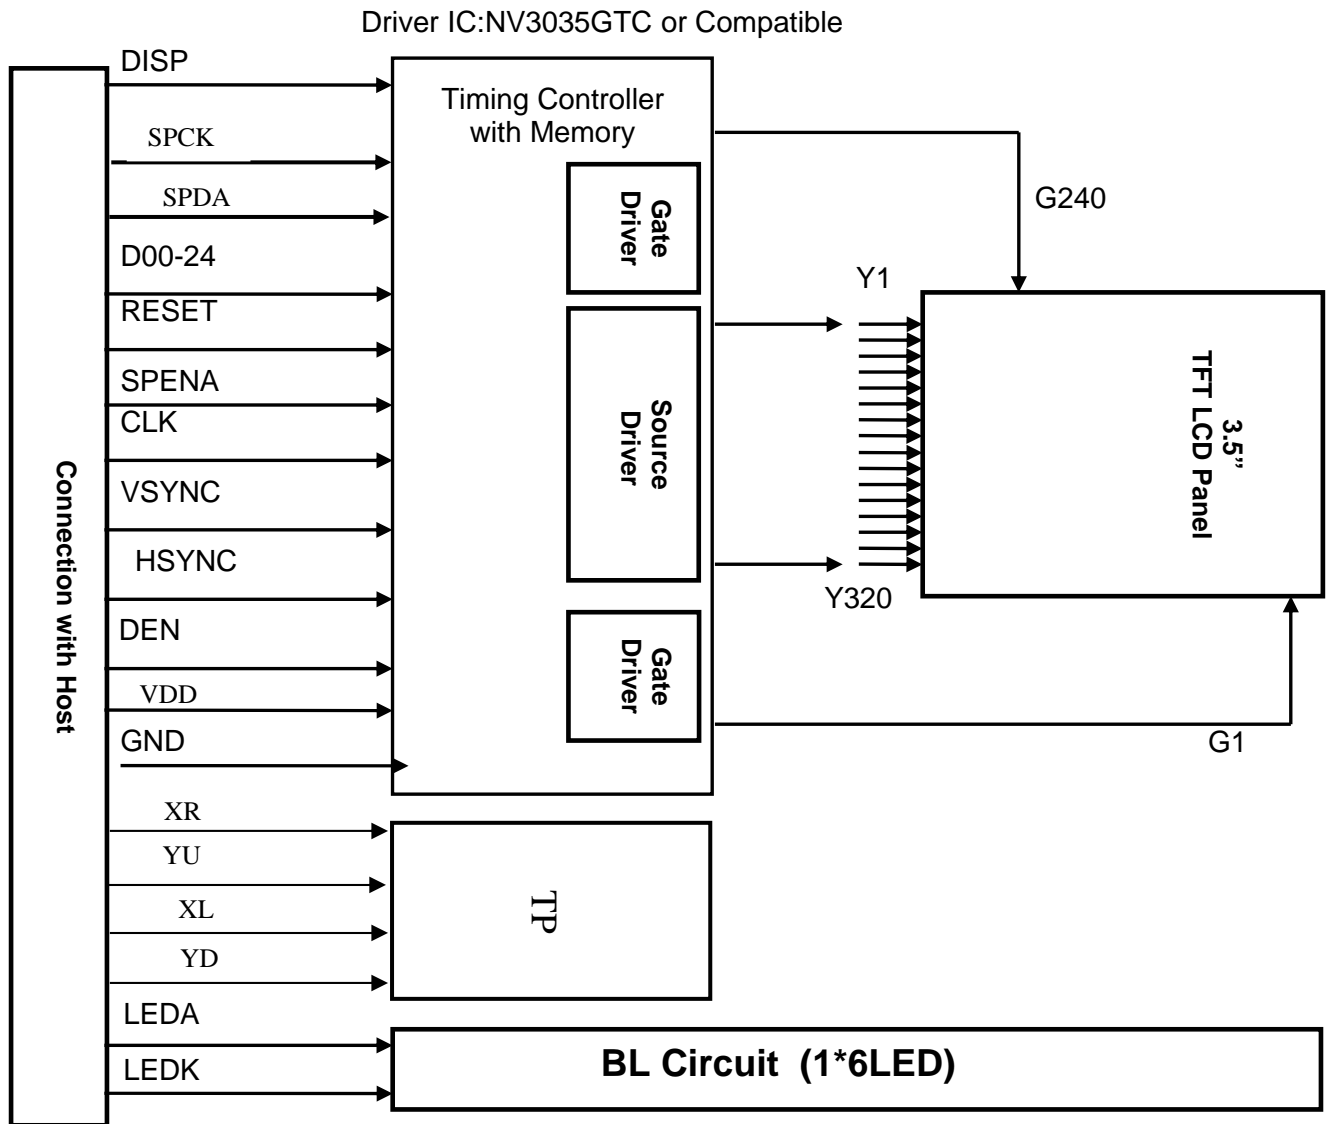 Driver IC:NV3035GTC or Compatible
DISP
SPCK
SPDA
D00-24
RESET
SPENA
CLK
VSYNC
HSYNC
DEN
VDD
GND
XR
YU
XL
YD
LEDA
LEDK
Connection with Host
Timing Controller
with Memory
Gate
Driver
Source
Driver
Gate
Driver
G240
Y1
Y320
G1
3.5”
TFT LCD Panel
TP
BL Circuit (1*6LED)